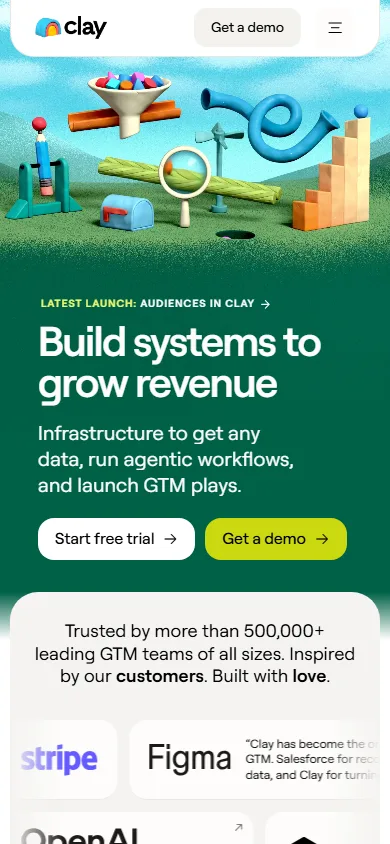 clay
Get a demo
LATEST LAUNCH: AUDIENCES IN CLAY →
Build systems to
grow revenue
Infrastructure to get any
data, run agentic workflows,
and launch GTM plays.
Start free trial →
Get a demo →
Trusted by more than 500,000+
leading GTM teams of all sizes. Inspired
by our customers. Built with love.
stripe
Figma
“Clay has become the
GTM. Salesforce for
data, and Clay for
OpenAI